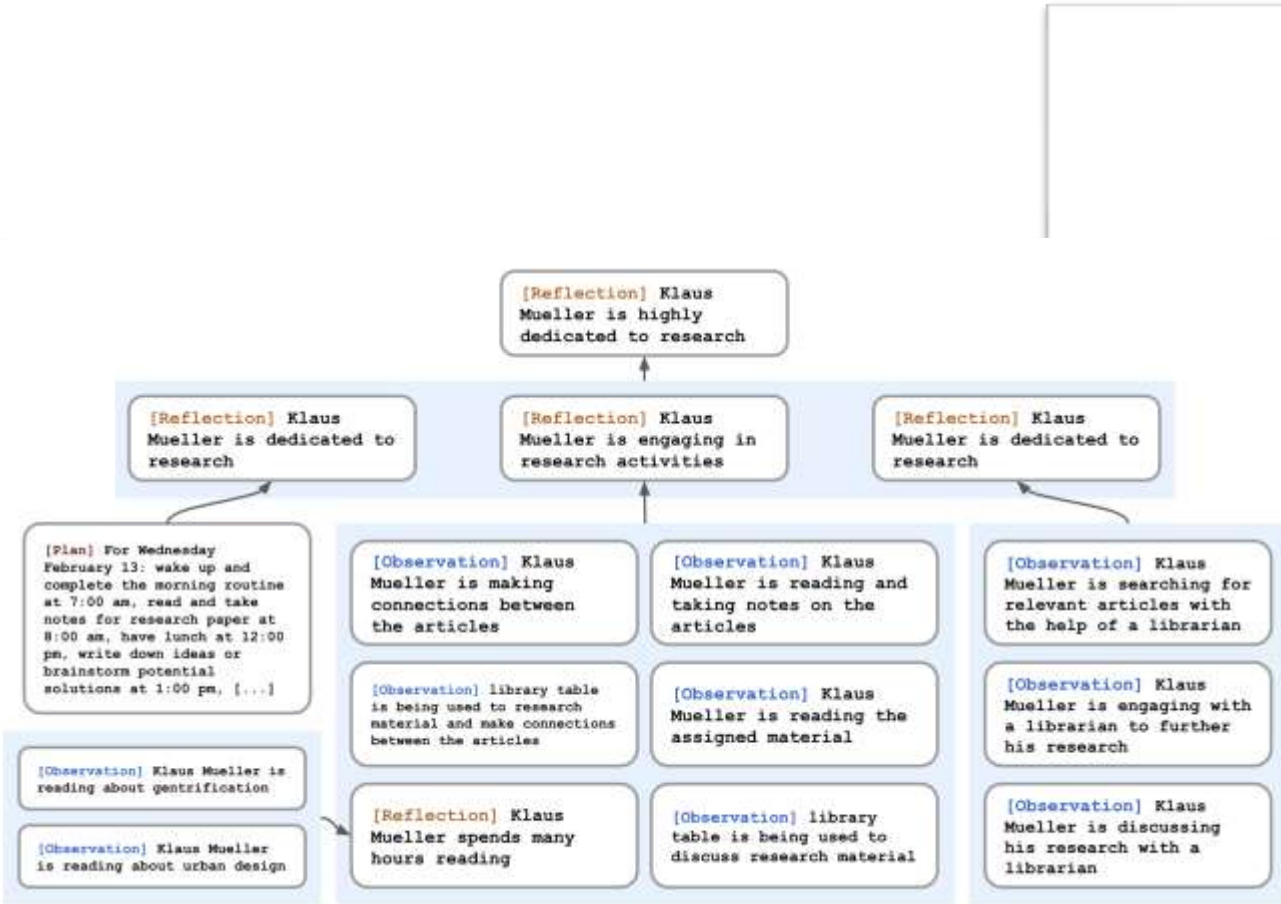 [Reflection] Klaus
Mueller is highly
dedicated to research
[Reflection] Klaus
Mueller is dedicated to
research
[Reflection] Klaus
Mueller is engaging in
research activities
[Reflection] Klaus
Mueller is dedicated to
research
[Plan] For Wednesday
February 13: wake up and
complete the morning routine
at 7:00 am, read and take
notes for research paper at
8:00 am, have lunch at 12:00
pm, write down ideas or
brainstorm potential
solutions at 1:00 pm, [...]
[Observation] Klaus Mueller is
reading about gentrification
[Observation] Klaus Mueller
is reading about urban design
[Observation] Klaus
Mueller is making
connections between
the articles
[Observation] Klaus
Mueller is reading and
taking notes on the
articles
[Observation] library table
is being used to research
material and make connections
between the articles
[Observation] Klaus
Mueller is reading the
assigned material
[Reflection] Klaus
Mueller spends many
hours reading
[Observation] library
table is being used to
discuss research material
[Observation] Klaus
Mueller is searching for
relevant articles with
the help of a librarian
[Observation] Klaus
Mueller is engaging with
a librarian to further
his research
[Observation] Klaus
Mueller is discussing
his research with a
librarian